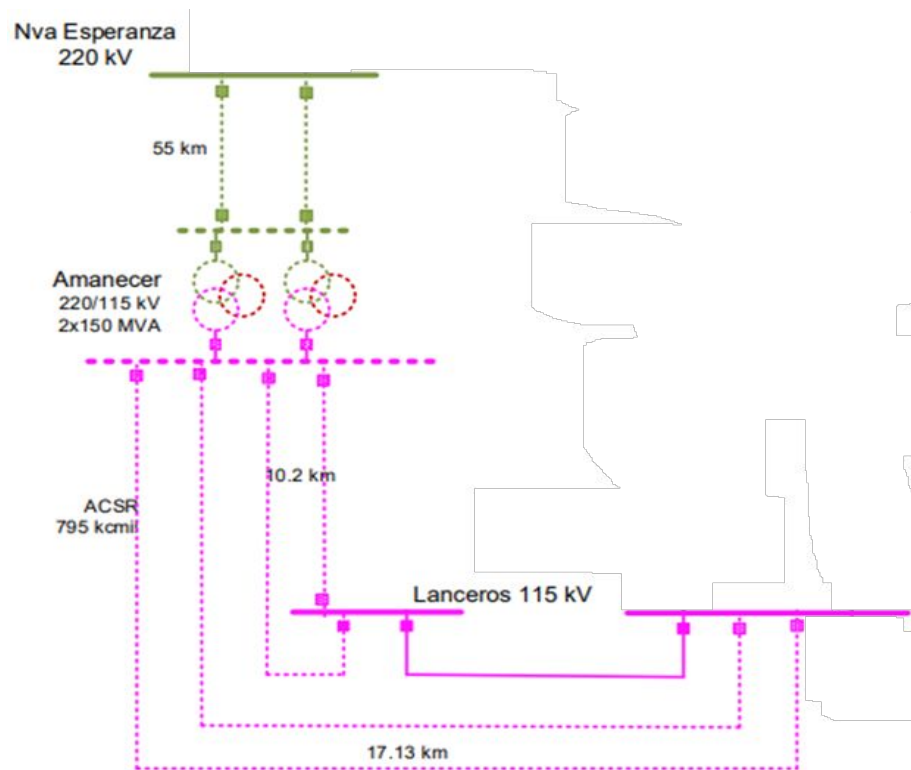 Nva Esperanza
220 kV
55 km
Amanecer
220/115 kV
2x150 MVA
10.2 km
ACSR
795 kcmil
Lanceros 115 kV
17.13 km